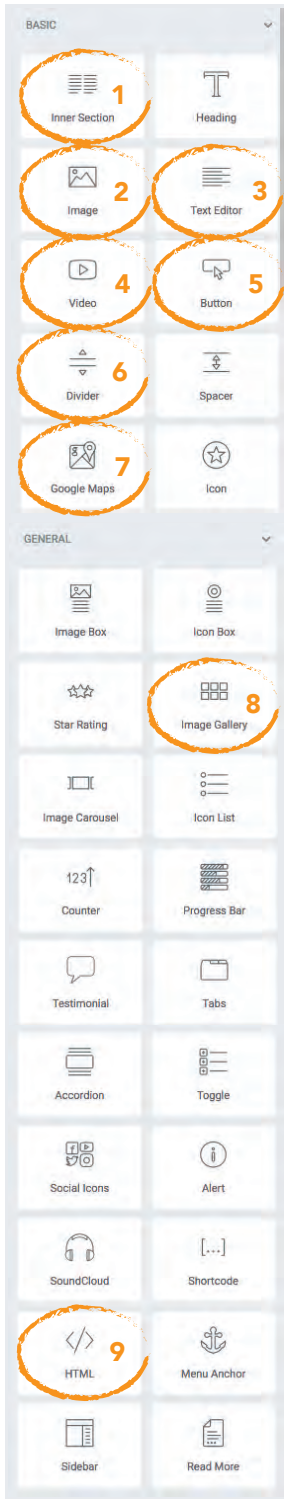 BASIC
1
Inner Section
Heading
2
Image
3
Text Editor
4
Video
5
Button
6
Divider
Spacer
7
Google Maps
Icon
GENERAL
Image Box
Icon Box
Star Rating
8
Image Gallery
Image Carousel
Icon List
123
Counter
Progress Bar
Testimonial
Tabs
Accordion
Toggle
Social Icons
Alert
SoundCloud
[...]
Shortcode
</> 9
HTML
Menu Anchor
Sidebar
Read More